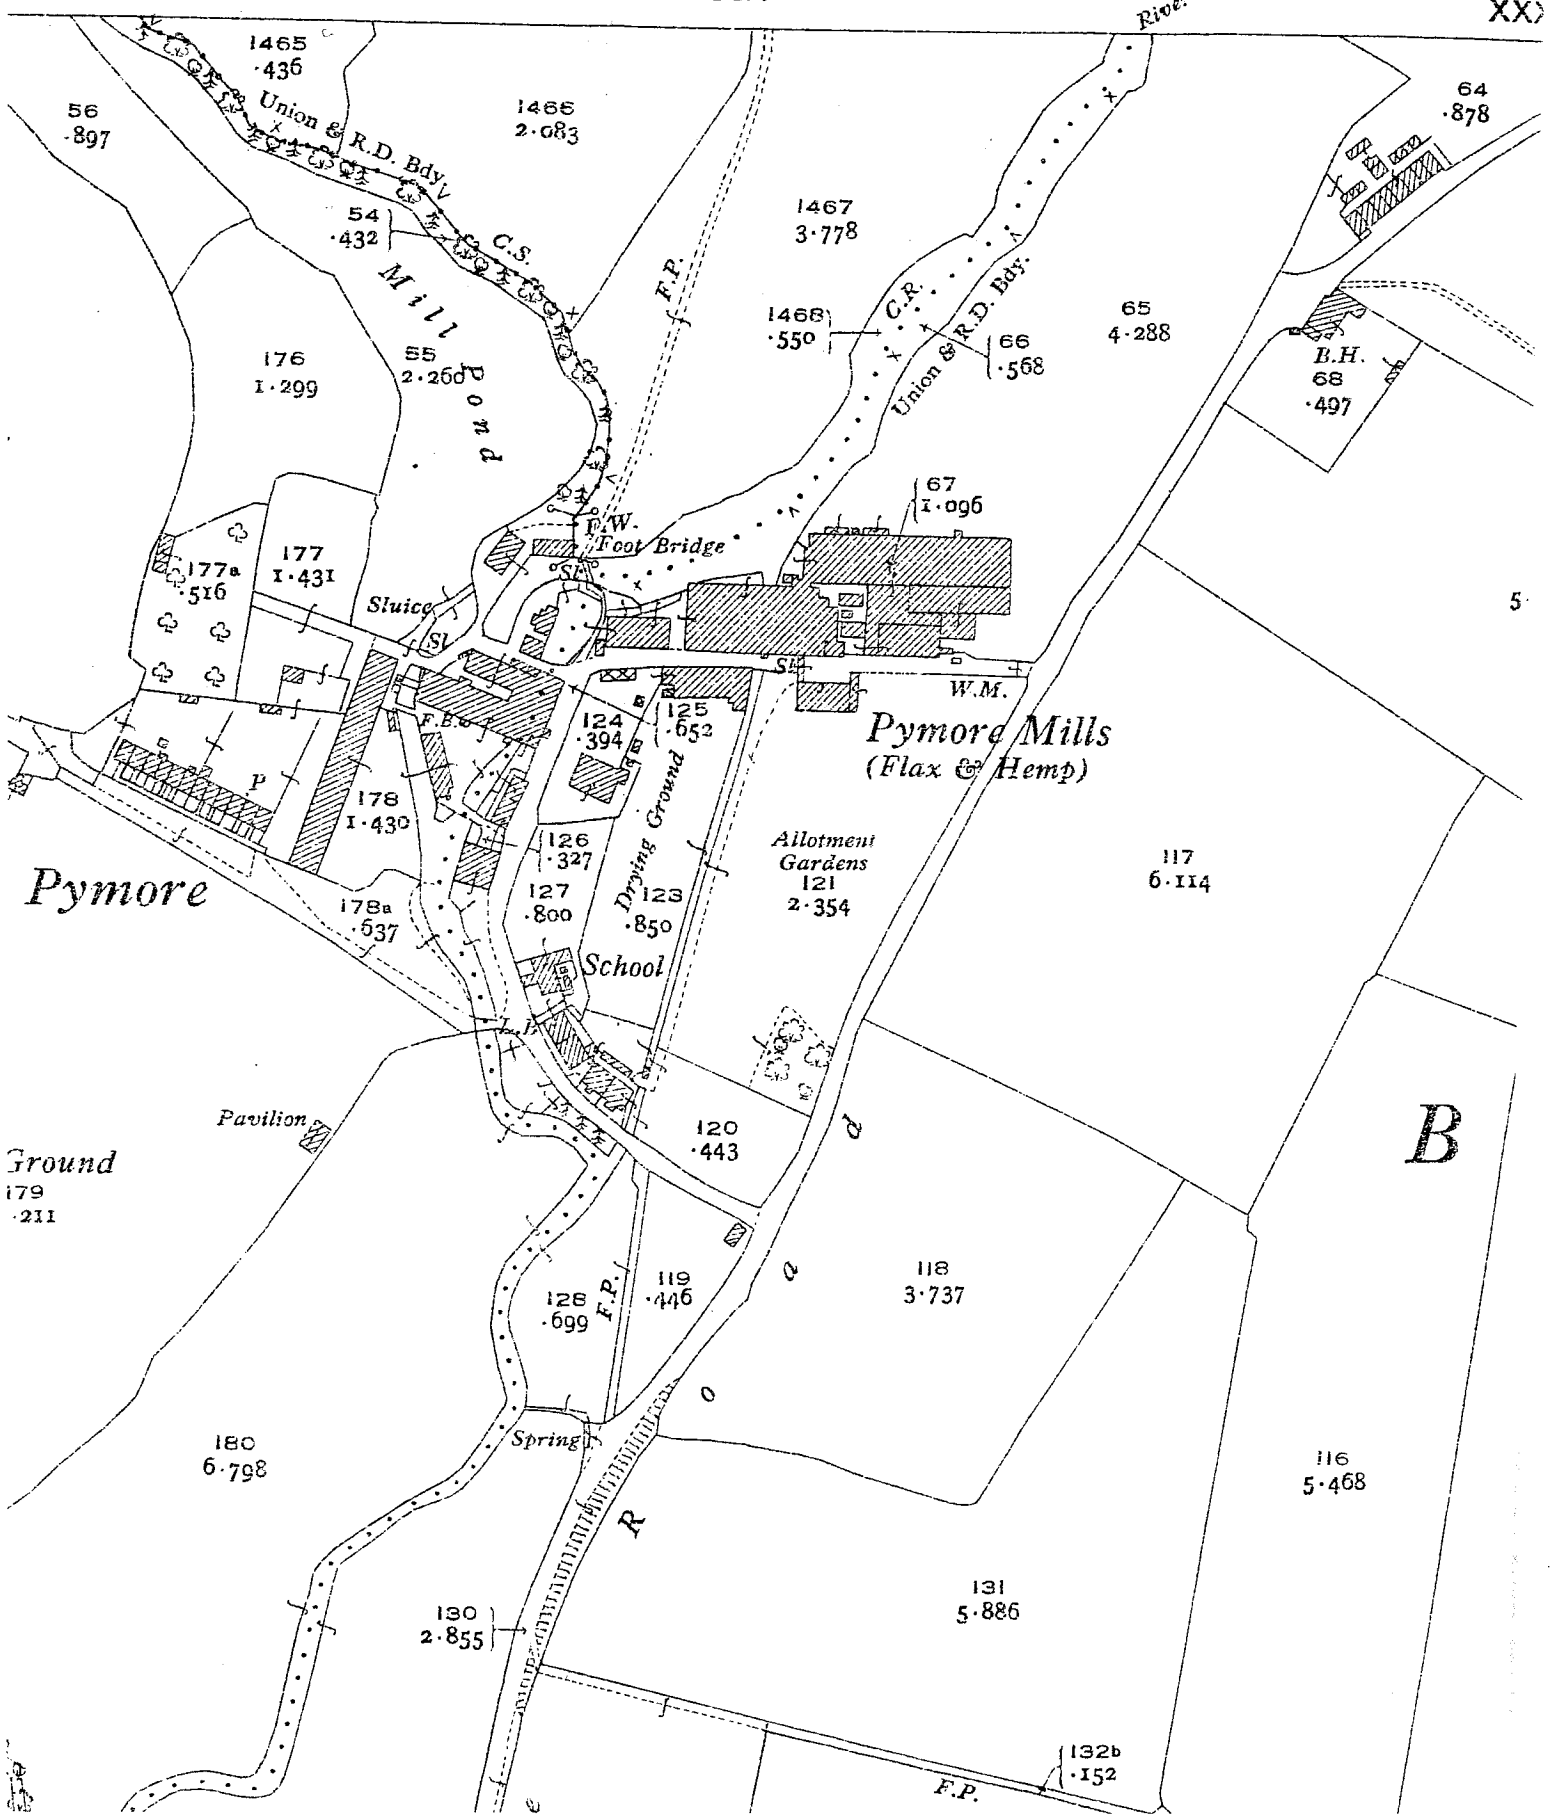 XXX
1465
.436
56
.897
Union & R.D. Bdy.
1466
2.083
64
.878
54
.432
C.S.
Mill Pond
F.P.
1467
3.778
1468
.550
C.R.
Union & R.D. Bdy.
66
.568
65
4.288
176
1.299
55
2.260
B.H.
68
.497
67
1.096
177
1.431
177a
.516
F.W.
Foot Bridge
Sluice
Sl.
Sl.
Sl.
5.
W.M.
F.B.
124
.394
125
.652
Pymore Mills
(Flax & Hemp)
P
178
1.430
126
.327
Drying Ground
Allotment
Gardens
121
2.354
117
6.114
Pymore
127
.800
123
.850
178a
.637
School
L.B.
Pavilion
120
.443
B
Ground
179
.211
128
.699
F.P.
119
.446
118
3.737
180
6.798
Spring
116
5.468
Road
131
5.886
130
2.855
132b
.152
F.P.